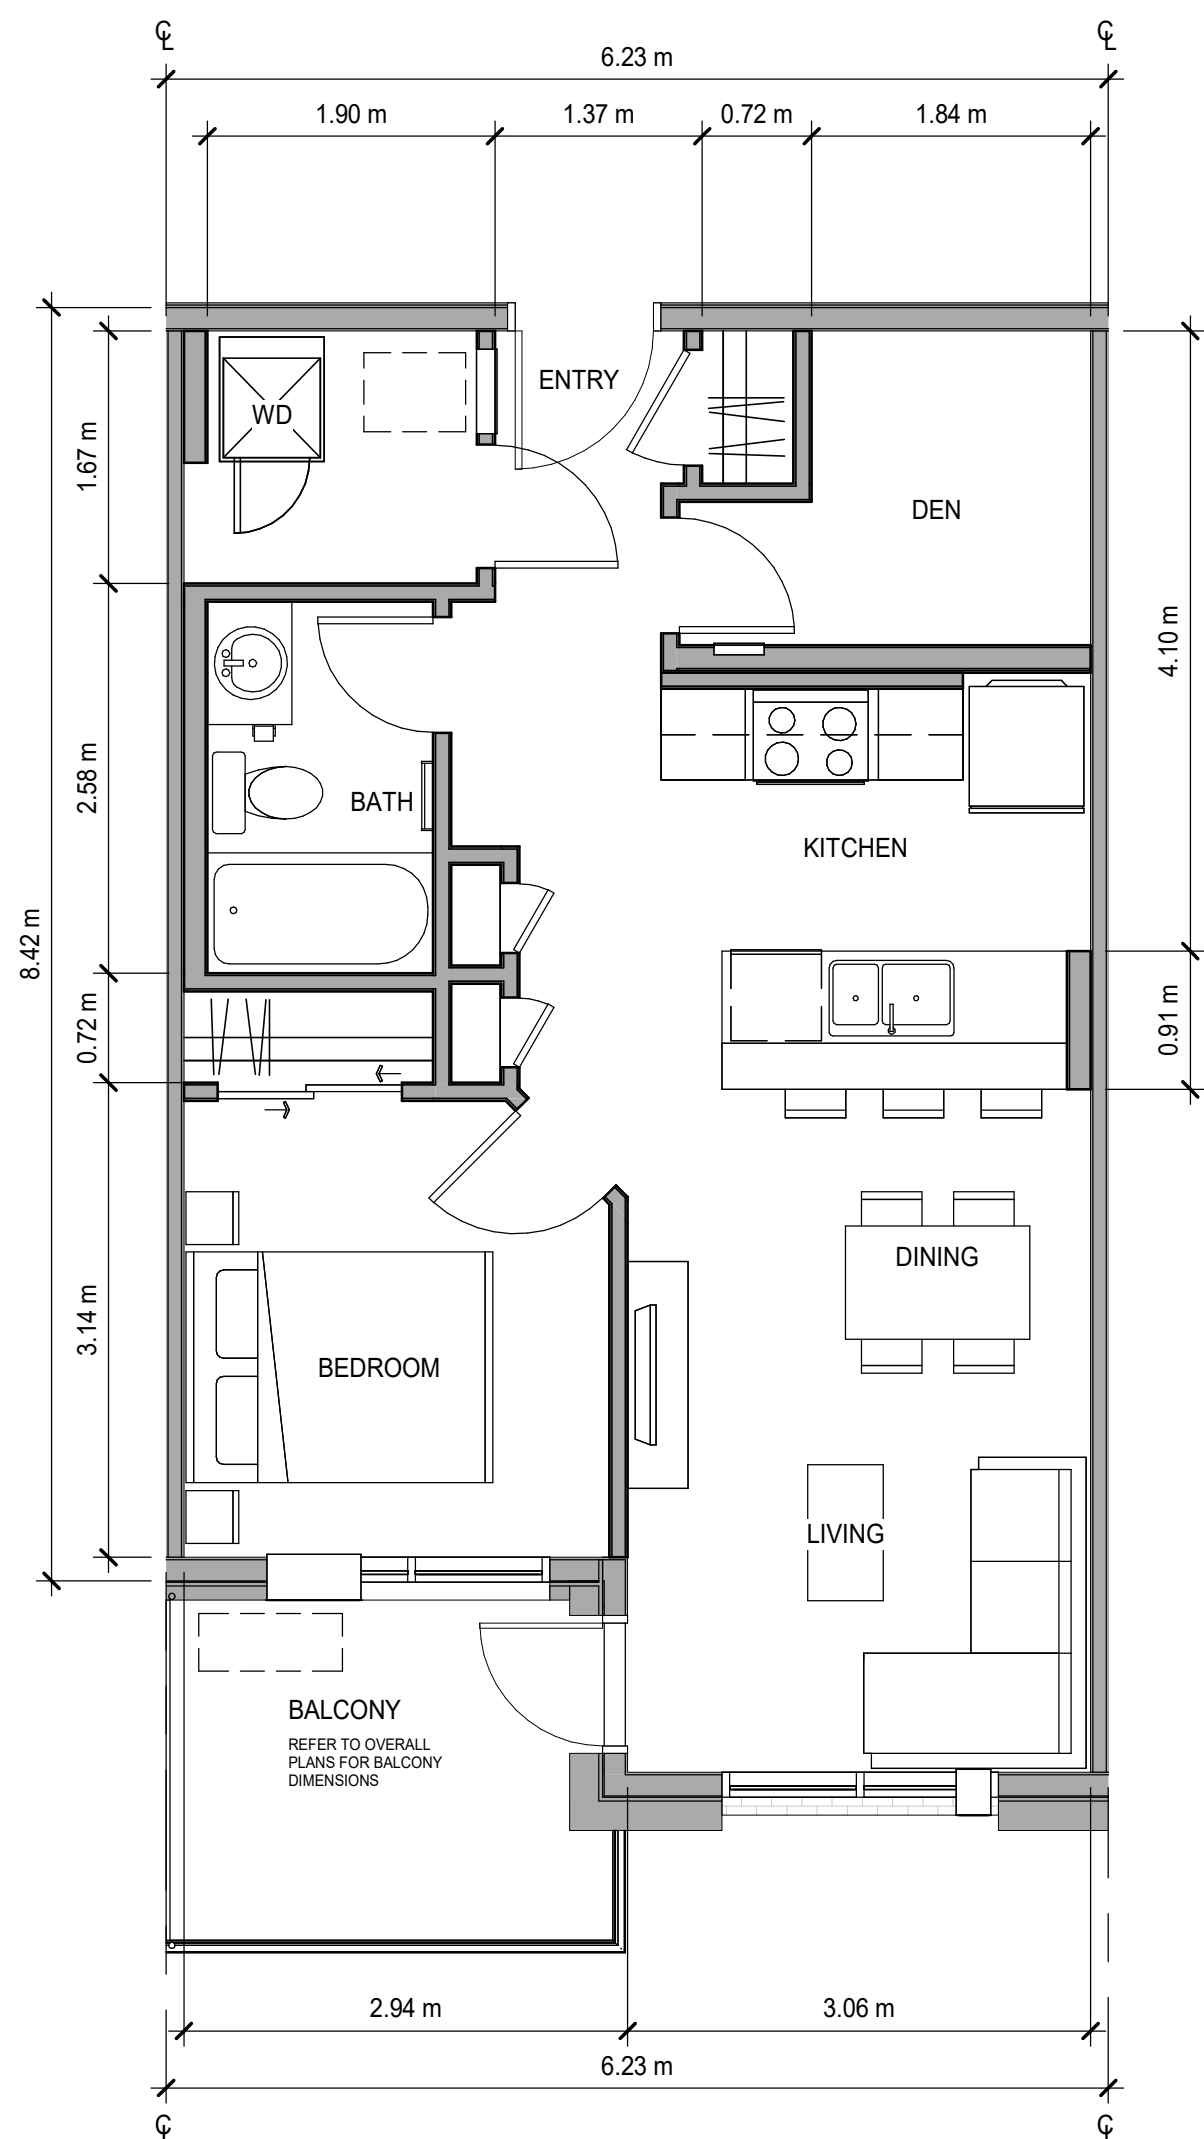 ℄ ℄
6.23 m
1.90 m 1.37 m 0.72 m 1.84 m
ENTRY
WD
1.67 m
DEN
4.10 m
2.58 m
BATH
KITCHEN
8.42 m
0.72 m
0.91 m
DINING
3.14 m
BEDROOM
LIVING
BALCONY
REFER TO OVERALL
PLANS FOR BALCONY
DIMENSIONS
2.94 m 3.06 m
6.23 m
℄ ℄